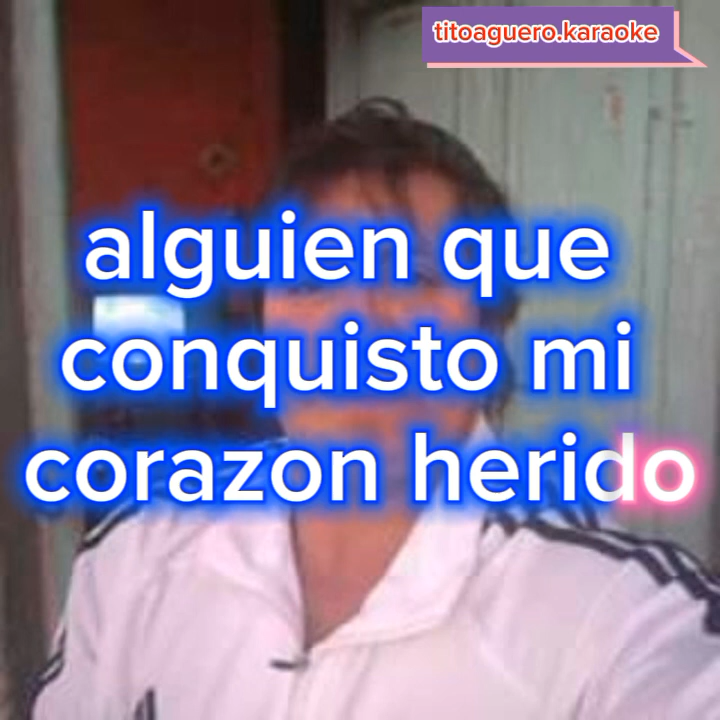 titoaguero.karaoke
alguien que
conquisto mi
corazon herido